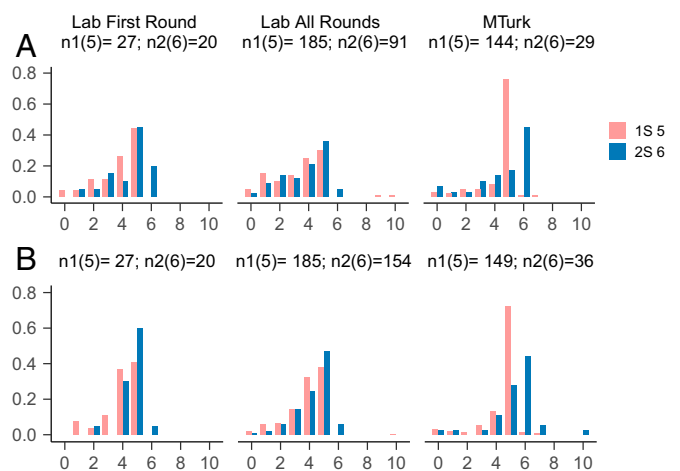 Lab First Round
Lab All Rounds
MTurk
A
n1(5)= 27; n2(6)=20
n1(5)= 185; n2(6)=91
n1(5)= 144; n2(6)=29
0.8
0.6
0.4
0.2
0.0
0 2 4 6 8 10
0 2 4 6 8 10
0 2 4 6 8 10
1S 5
2S 6
B
n1(5)= 27; n2(6)=20
n1(5)= 185; n2(6)=154
n1(5)= 149; n2(6)=36
0.8
0.6
0.4
0.2
0.0
0 2 4 6 8 10
0 2 4 6 8 10
0 2 4 6 8 10